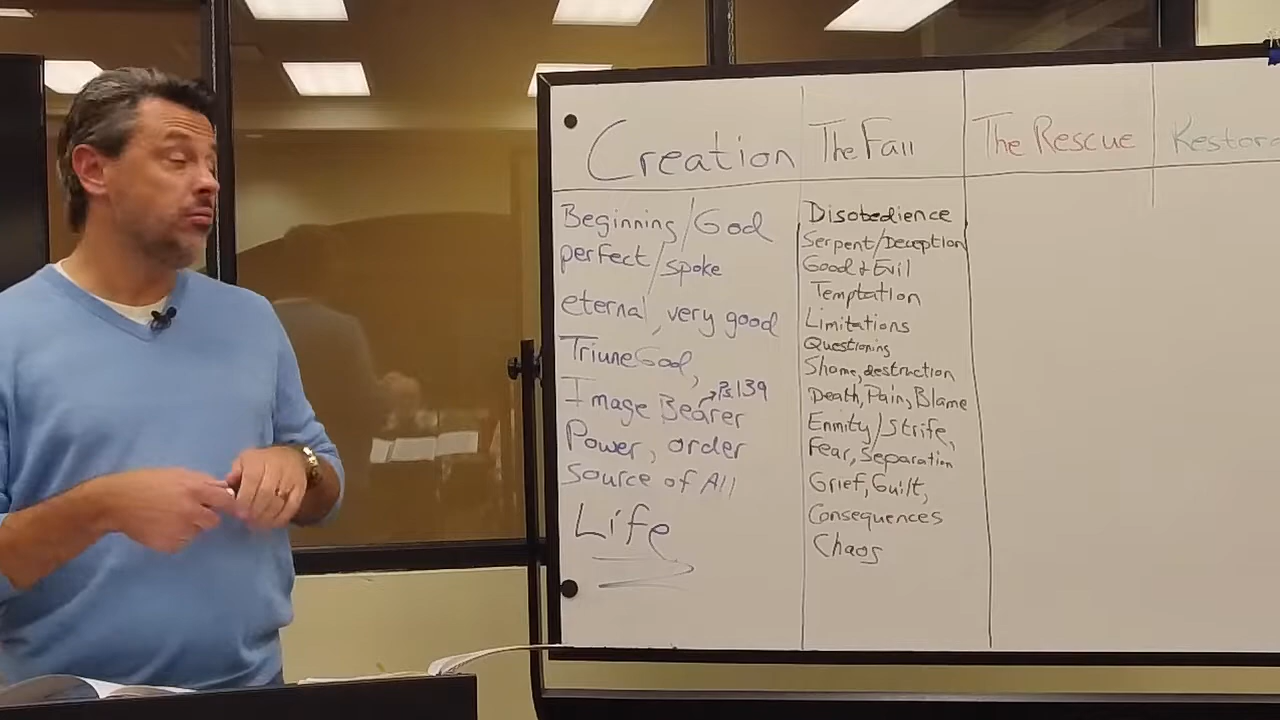 Creation
The Fall
The Rescue
Restora
Beginning/God
perfect/spoke
eternal, very good
Triune God,
Image Bearer → Ps. 139
Power, order
Source of All
Life
Disobedience
Serpent/Deception
Good & Evil
Temptation
Limitations
Questioning
Shame, destruction
Death, Pain, Blame
Enmity/Strife,
Fear, Separation
Grief, Guilt,
Consequences
Chaos